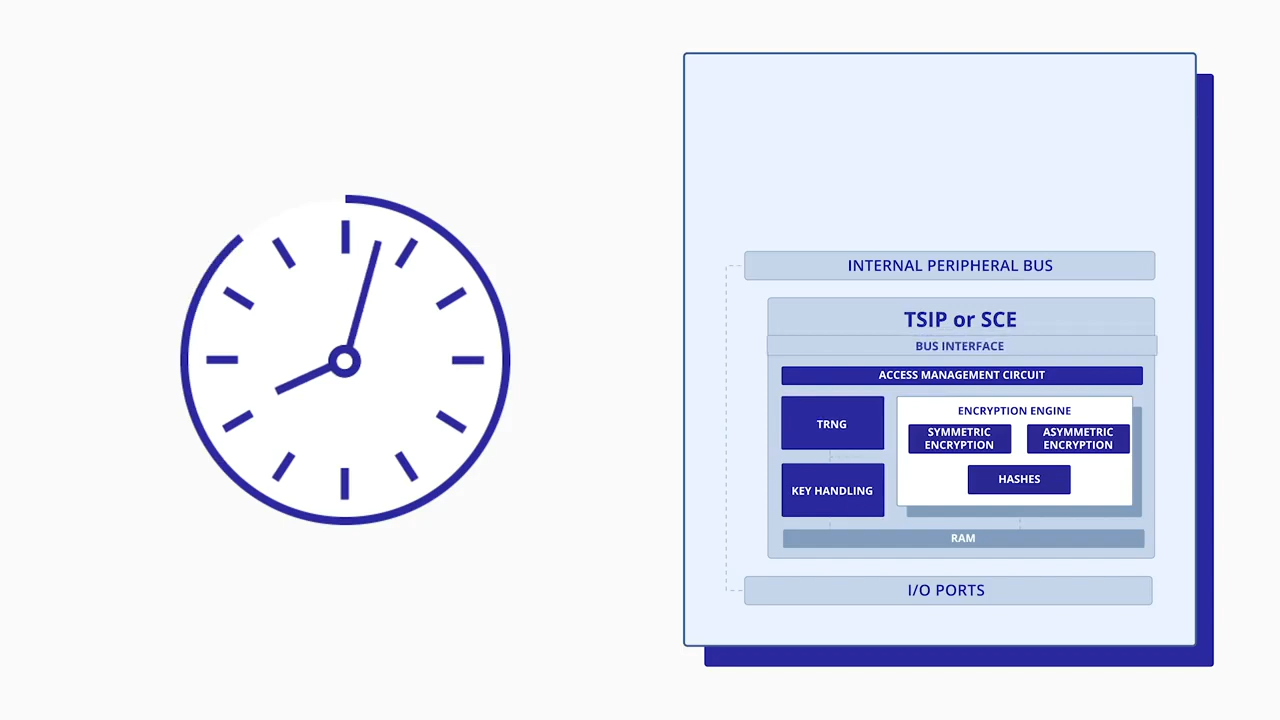 INTERNAL PERIPHERAL BUS
TSIP or SCE
BUS INTERFACE
ACCESS MANAGEMENT CIRCUIT
TRNG
ENCRYPTION ENGINE
SYMMETRIC
ENCRYPTION
ASYMMETRIC
ENCRYPTION
KEY HANDLING
HASHES
RAM
I/O PORTS